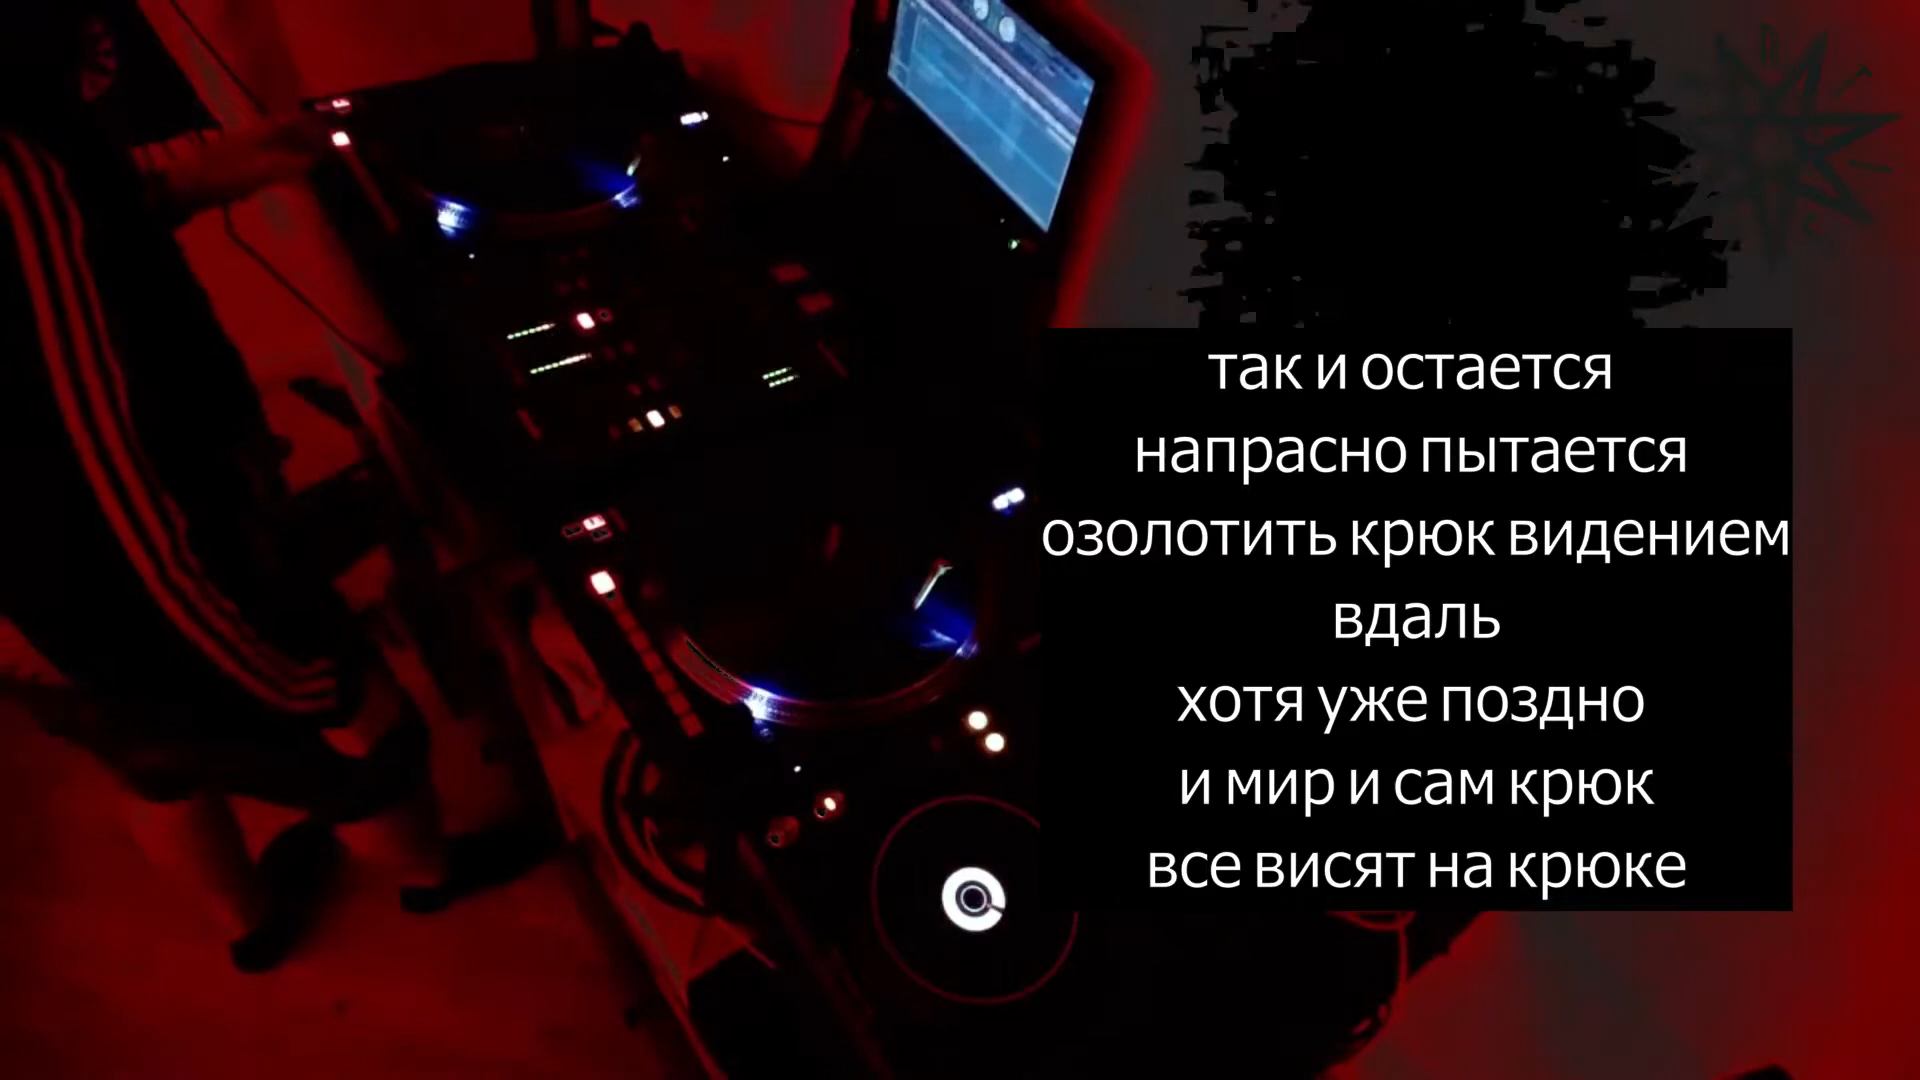 так и остается
напрасно пытается
озолотить крюк видением
вдаль
хотя уже поздно
и мир и сам крюк
все висят на крюке